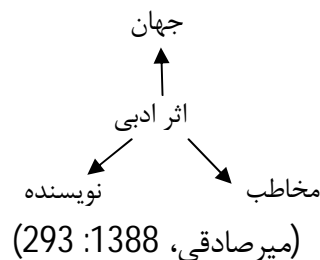 جهان
اثر ادبی
مخاطب نویسنده
(میرصادقی، 1388: 293)